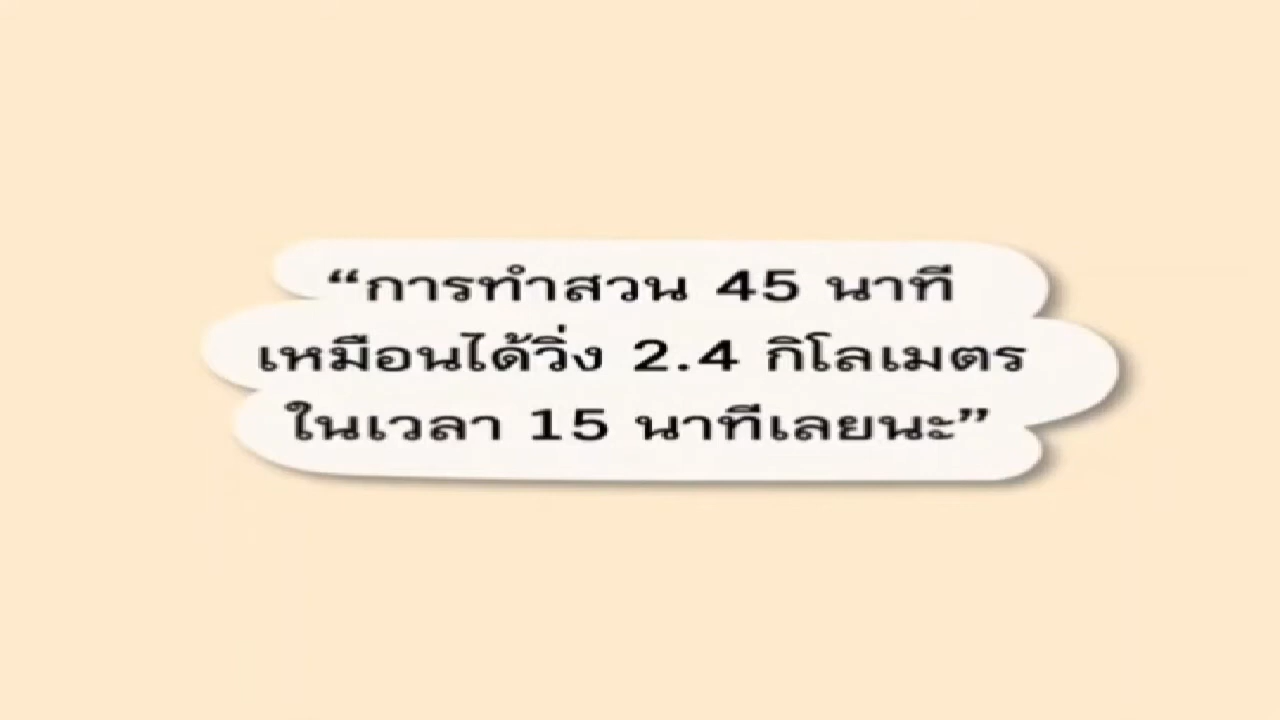 “การทำสวน 45 นาที
เหมือนได้วิ่ง 2.4 กิโลเมตร
ในเวลา 15 นาทีเลยนะ”